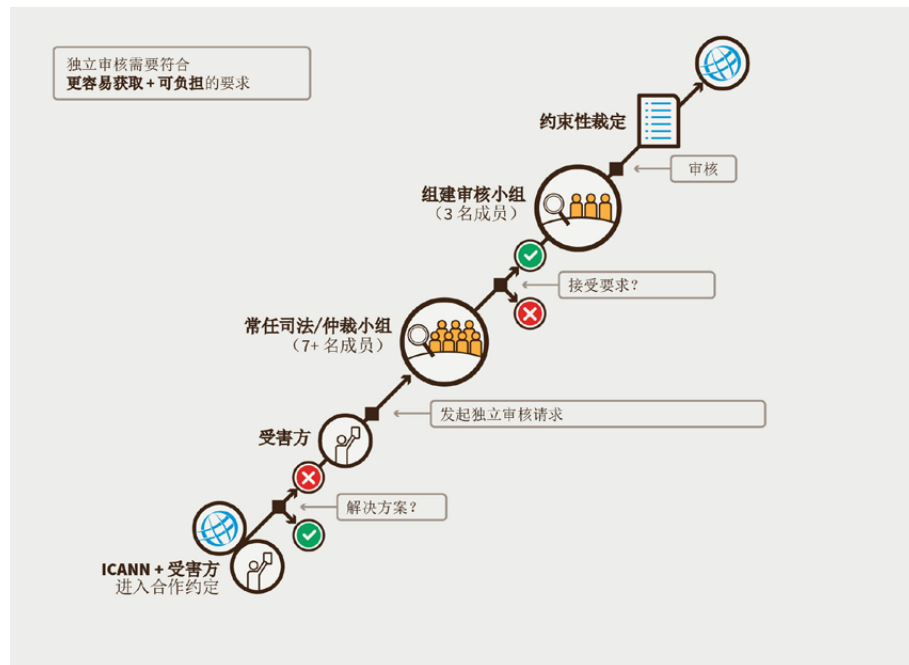 独立审核需要符合
更容易获取 + 可负担的要求
约束性裁定
审核
组建审核小组
（3 名成员）
接受要求？
常任司法/仲裁小组
（7+ 名成员）
发起独立审核请求
受害方
解决方案？
ICANN + 受害方
进入合作约定